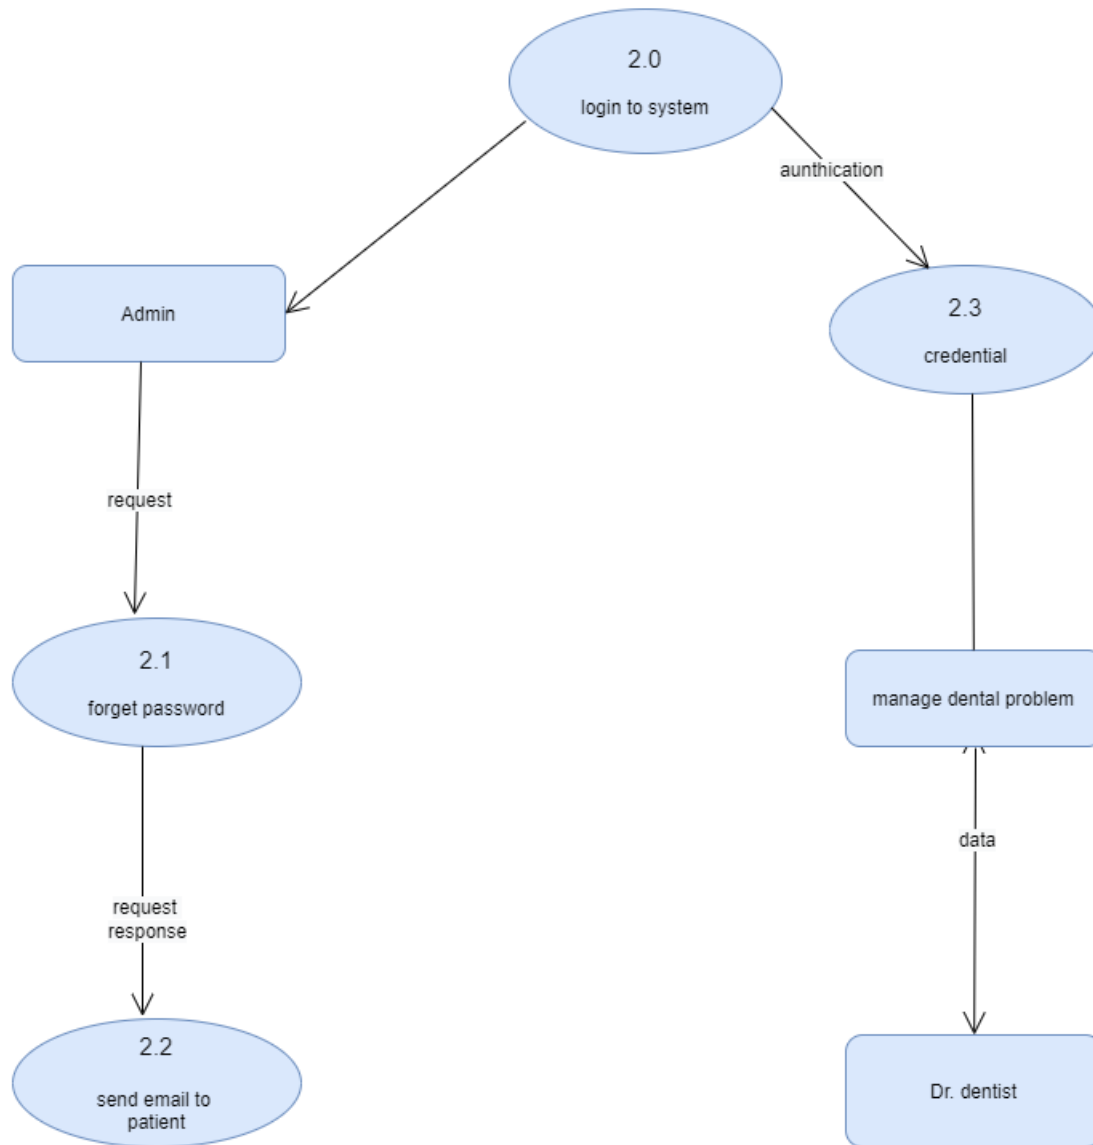 2.0
login to system
aunthication
Admin
2.3
credential
request
2.1
forget password
manage dental problem
data
request
response
2.2
send email to
patient
Dr. dentist